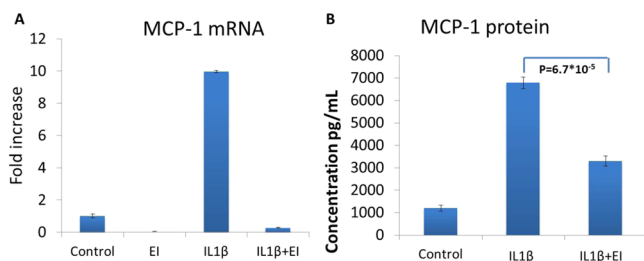 A
MCP-1 mRNA
Fold increase
12
10
8
6
4
2
0
Control EI IL1β IL1β+EI
B
MCP-1 protein
Concentration pg/mL
8000
7000
6000
5000
4000
3000
2000
1000
0
P=6.7*10-5
Control IL1β IL1β+EI